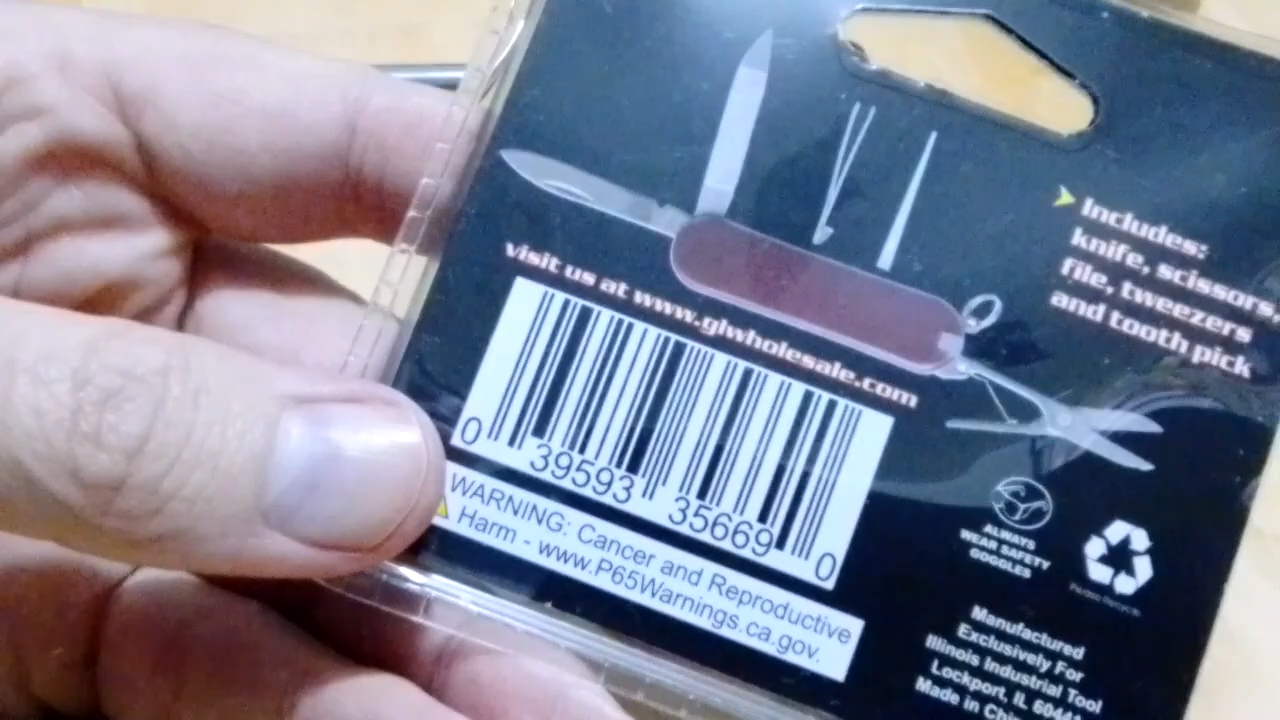 Includes:
knife, scissors,
file, tweezers
and tooth pick
visit us at www.glwholesale.com
0 39593 35669 0
WARNING: Cancer and Reproductive
Harm - www.P65Warnings.ca.gov.
ALWAYS
WEAR SAFETY
GOGGLES
Please Recycle
Manufactured
Exclusively For
Illinois Industrial Tool
Lockport, IL
Made in